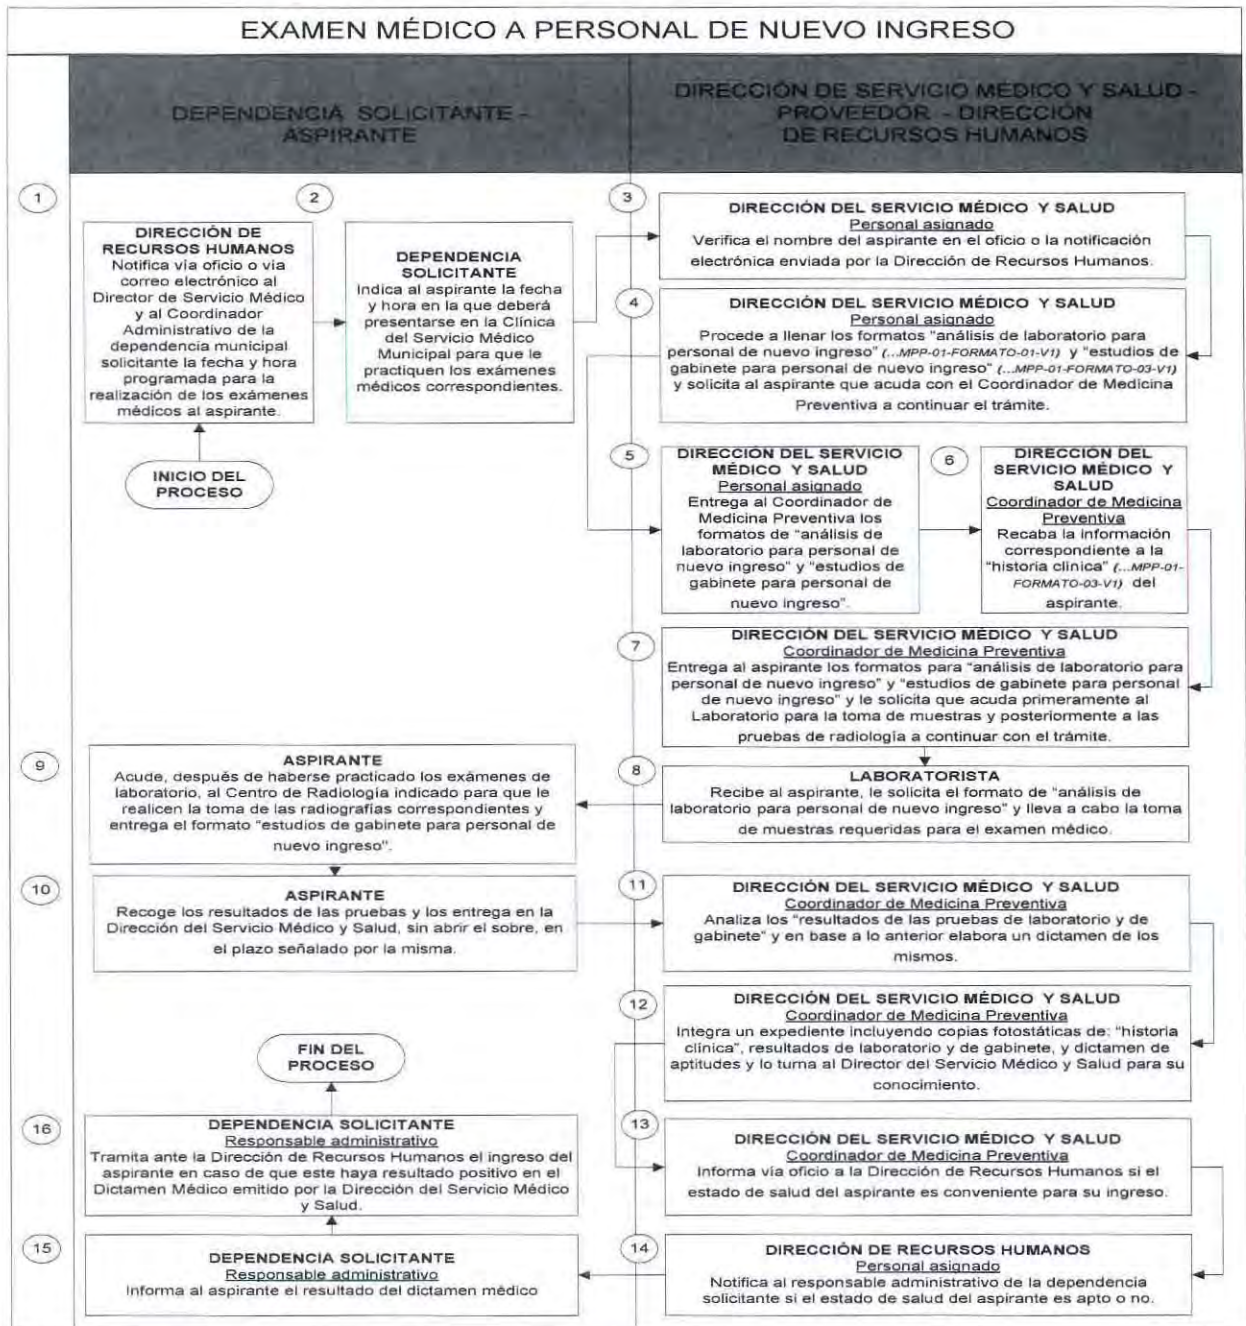 EXAMEN MÉDICO A PERSONAL DE NUEVO INGRESO
DEPENDENCIA SOLICITANTE -
ASPIRANTE
DIRECCIÓN DE SERVICIO MÉDICO Y SALUD -
PROVEEDOR - DIRECCIÓN
DE RECURSOS HUMANOS
1
DIRECCIÓN DE
RECURSOS HUMANOS
Notifica vía oficio o vía
correo electrónico al
Director de Servicio Médico
y al Coordinador
Administrativo de la
dependencia municipal
solicitante la fecha y hora
programada para la
realización de los exámenes
médicos al aspirante.
INICIO DEL
PROCESO
2
DEPENDENCIA
SOLICITANTE
Indica al aspirante la fecha
y hora en la que deberá
presentarse en la Clínica
del Servicio Médico
Municipal para que le
practiquen los exámenes
médicos correspondientes.
3
DIRECCIÓN DEL SERVICIO MÉDICO Y SALUD
Personal asignado
Verifica el nombre del aspirante en el oficio o la notificación
electrónica enviada por la Dirección de Recursos Humanos.
4
DIRECCIÓN DEL SERVICIO MÉDICO Y SALUD
Personal asignado
Procede a llenar los formatos "análisis de laboratorio para
personal de nuevo ingreso" (...MPP-01-FORMATO-01-V1) y "estudios de
gabinete para personal de nuevo ingreso" (...MPP-01-FORMATO-03-V1)
y solicita al aspirante que acuda con el Coordinador de Medicina
Preventiva a continuar el trámite.
5
DIRECCIÓN DEL SERVICIO
MÉDICO Y SALUD
Personal asignado
Entrega al Coordinador de
Medicina Preventiva los
formatos de "análisis de
laboratorio para personal de
nuevo ingreso" y "estudios de
gabinete para personal de
nuevo ingreso".
6
DIRECCIÓN DEL
SERVICIO MÉDICO Y
SALUD
Coordinador de Medicina
Preventiva
Recaba la información
correspondiente a la
"historia clínica" (...MPP-01-
FORMATO-03-V1) del
aspirante.
7
DIRECCIÓN DEL SERVICIO MÉDICO Y SALUD
Coordinador de Medicina Preventiva
Entrega al aspirante los formatos para "análisis de laboratorio para
personal de nuevo ingreso" y "estudios de gabinete para personal
de nuevo ingreso" y le solicita que acuda primeramente al
Laboratorio para la toma de muestras y posteriormente a las
pruebas de radiología a continuar con el trámite.
8
LABORATORISTA
Recibe al aspirante, le solicita el formato de "análisis de
laboratorio para personal de nuevo ingreso" y lleva a cabo la toma
de muestras requeridas para el examen médico.
9
ASPIRANTE
Acude, después de haberse practicado los exámenes de
laboratorio, al Centro de Radiología indicado para que le
realicen la toma de las radiografías correspondientes y
entrega el formato "estudios de gabinete para personal de
nuevo ingreso".
10
ASPIRANTE
Recoge los resultados de las pruebas y los entrega en la
Dirección del Servicio Médico y Salud, sin abrir el sobre, en
el plazo señalado por la misma.
11
DIRECCIÓN DEL SERVICIO MÉDICO Y SALUD
Coordinador de Medicina Preventiva
Analiza los "resultados de las pruebas de laboratorio y de
gabinete" y en base a lo anterior elabora un dictamen de los
mismos.
12
DIRECCIÓN DEL SERVICIO MÉDICO Y SALUD
Coordinador de Medicina Preventiva
Integra un expediente incluyendo copias fotostáticas de: "historia
clínica", resultados de laboratorio y de gabinete, y dictamen de
aptitudes y lo turna al Director del Servicio Médico y Salud para su
conocimiento.
13
DIRECCIÓN DEL SERVICIO MÉDICO Y SALUD
Coordinador de Medicina Preventiva
Informa vía oficio a la Dirección de Recursos Humanos si el
estado de salud del aspirante es conveniente para su ingreso.
14
DIRECCIÓN DE RECURSOS HUMANOS
Personal asignado
Notifica al responsable administrativo de la dependencia
solicitante si el estado de salud del aspirante es apto o no.
15
DEPENDENCIA SOLICITANTE
Responsable administrativo
Informa al aspirante el resultado del dictamen médico
16
DEPENDENCIA SOLICITANTE
Responsable administrativo
Tramita ante la Dirección de Recursos Humanos el ingreso del
aspirante en caso de que este haya resultado positivo en el
Dictamen Médico emitido por la Dirección del Servicio Médico
y Salud.
FIN DEL
PROCESO